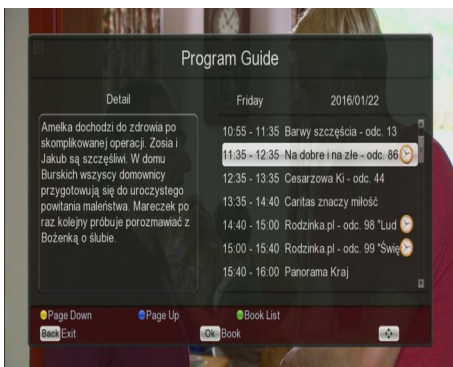 Program Guide
Detail
Amelka dochodzi do zdrowia po
skomplikowanej operacji. Zosia i
Jakub są szczęśliwi. W domu
Burskich wszyscy domownicy
przygotowują się do uroczystego
powitania maleństwa. Mareczek po
raz kolejny próbuje porozmawiać z
Bożenką o ślubie.
Friday 2016/01/22
10:55 - 11:35 Barwy szczęścia - odc. 13
11:35 - 12:35 Na dobre i na złe - odc. 86
12:35 - 13:35 Cesarzowa Ki - odc. 44
13:35 - 14:40 Caritas znaczy miłość
14:40 - 15:00 Rodzinka.pl - odc. 98 "Lud
15:00 - 15:40 Rodzinka.pl - odc. 99 "Świę
15:40 - 16:00 Panorama Kraj
Page Down Page Up Book List
Back Exit Ok Book